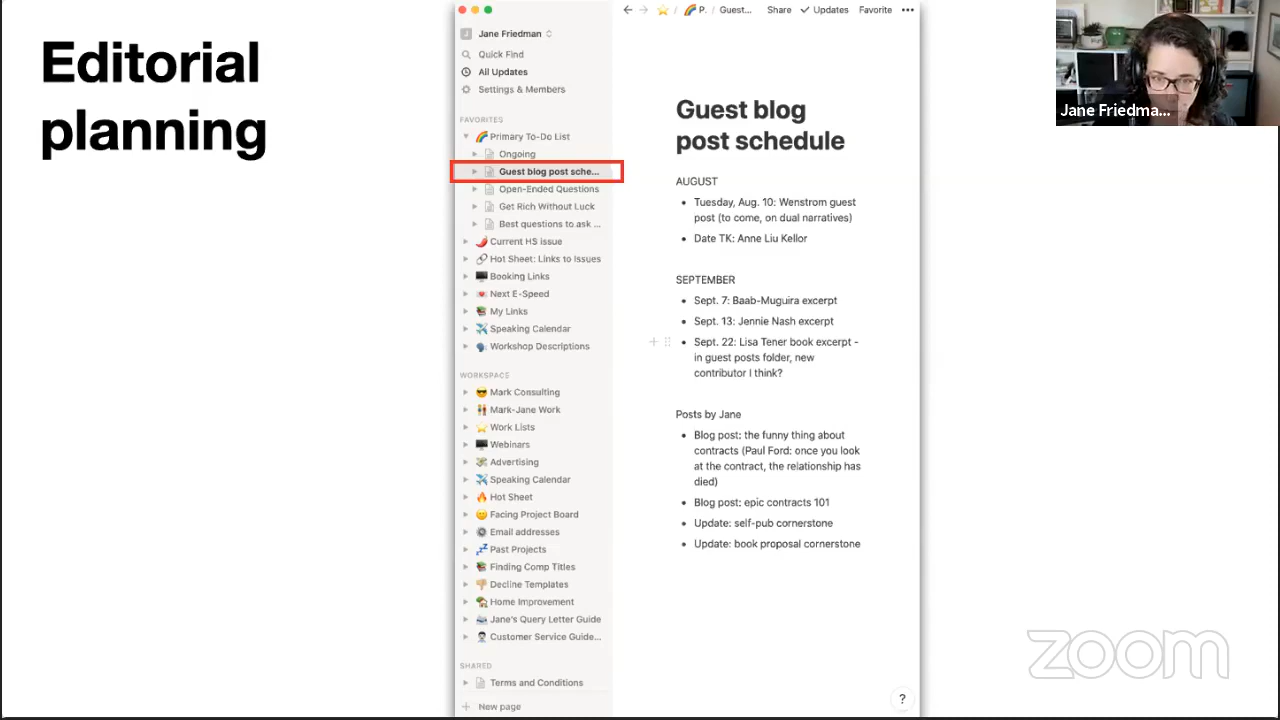 Editorial
planning
Jane Friedman
Quick Find
All Updates
Settings & Members
FAVORITES
Primary To-Do List
Ongoing
Guest blog post sche...
Open-Ended Questions
Get Rich Without Luck
Best questions to ask ...
Current HS issue
Hot Sheet: Links to Issues
Booking Links
Next E-Speed
My Links
Speaking Calendar
Workshop Descriptions
WORKSPACE
Mark Consulting
Mark-Jane Work
Work Lists
Webinars
Advertising
Speaking Calendar
Hot Sheet
Facing Project Board
Email addresses
Past Projects
Finding Comp Titles
Decline Templates
Home Improvement
Jane's Query Letter Guide
Customer Service Guide...
SHARED
Terms and Conditions
New page
P. / Guest... Share Updates Favorite
Guest blog
post schedule
AUGUST
Tuesday, Aug. 10: Wenstrom guest
post (to come, on dual narratives)
Date TK: Anne Liu Kellor
SEPTEMBER
Sept. 7: Baab-Muguira excerpt
Sept. 13: Jennie Nash excerpt
Sept. 22: Lisa Tener book excerpt -
in guest posts folder, new
contributor I think?
Posts by Jane
Blog post: the funny thing about
contracts (Paul Ford: once you look
at the contract, the relationship has
died)
Blog post: epic contracts 101
Update: self-pub cornerstone
Update: book proposal cornerstone
?
Jane Friedma...
zoom